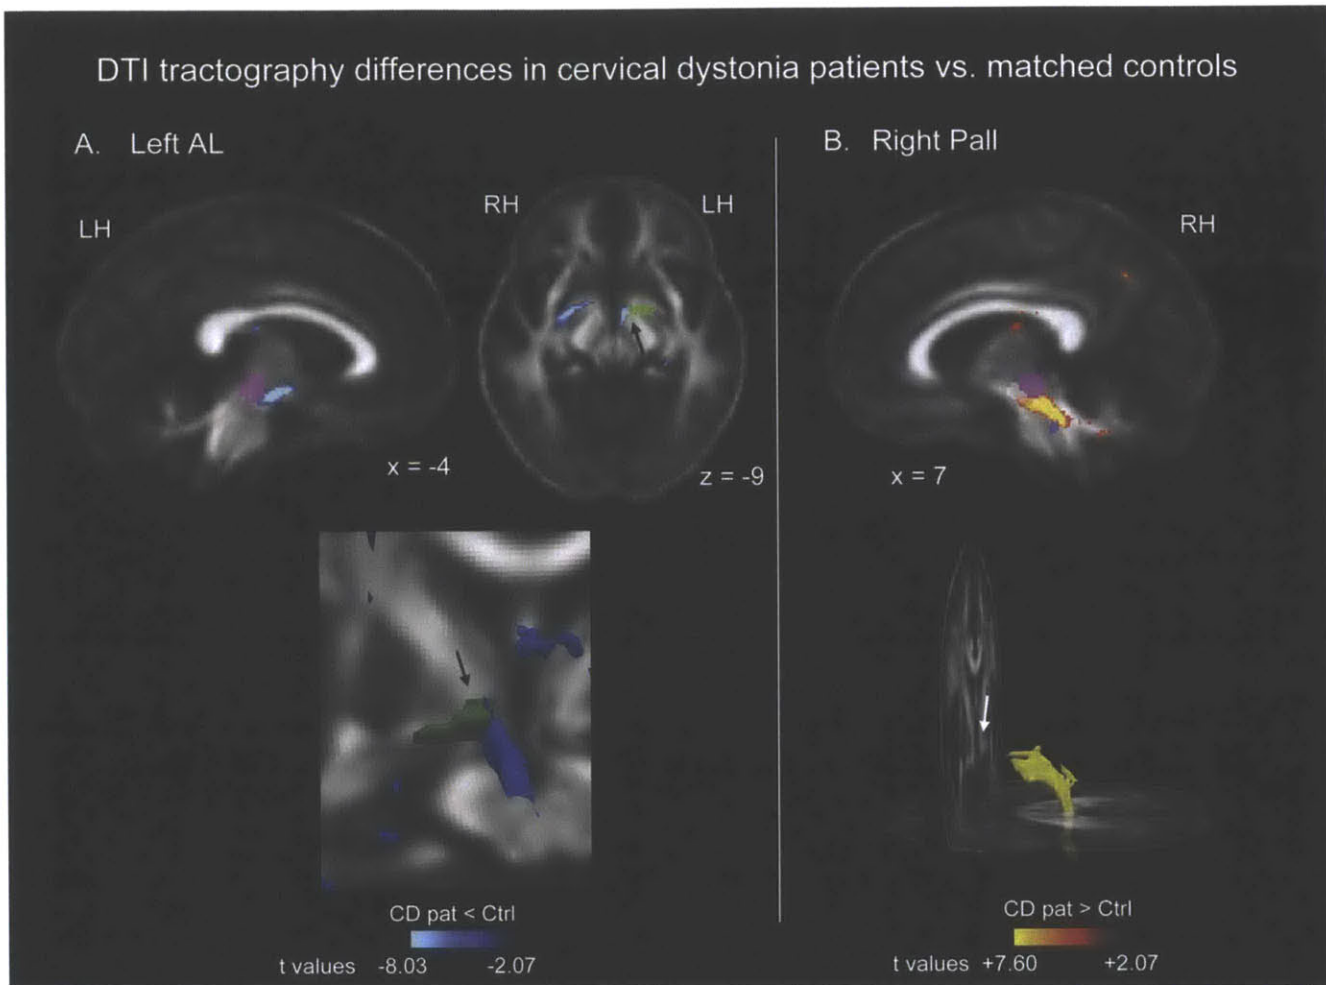 DTI tractography differences in cervical dystonia patients vs. matched controls
A. Left AL
B. Right Pall
LH
RH
LH
RH
x = -4
z = -9
x = 7
CD pat < Ctrl
t values -8.03 -2.07
CD pat > Ctrl
t values +7.60 +2.07